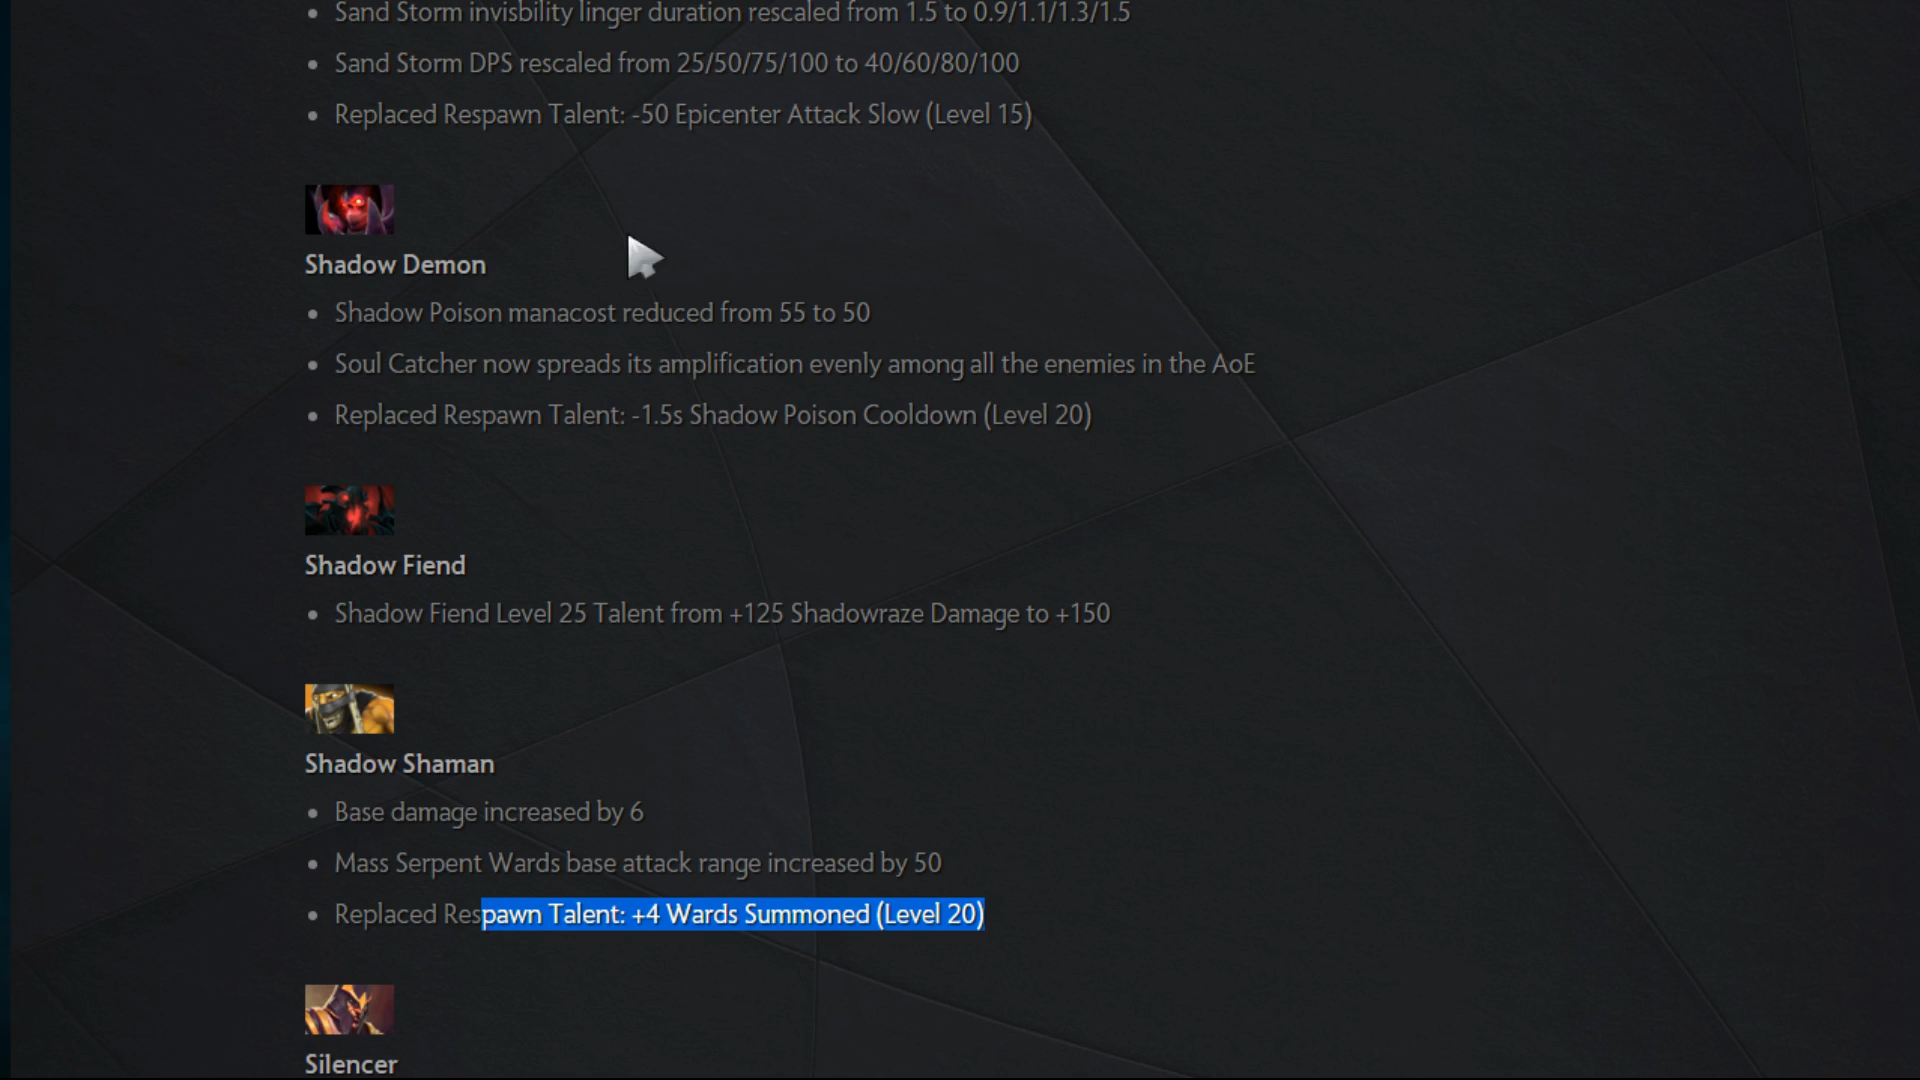 Sand Storm invisbility linger duration rescaled from 1.5 to 0.9/1.1/1.3/1.5
Sand Storm DPS rescaled from 25/50/75/100 to 40/60/80/100
Replaced Respawn Talent: -50 Epicenter Attack Slow (Level 15)
Shadow Demon
Shadow Poison manacost reduced from 55 to 50
Soul Catcher now spreads its amplification evenly among all the enemies in the AoE
Replaced Respawn Talent: -1.5s Shadow Poison Cooldown (Level 20)
Shadow Fiend
Shadow Fiend Level 25 Talent from +125 Shadowraze Damage to +150
Shadow Shaman
Base damage increased by 6
Mass Serpent Wards base attack range increased by 50
Replaced Respawn Talent: +4 Wards Summoned (Level 20)
Silencer